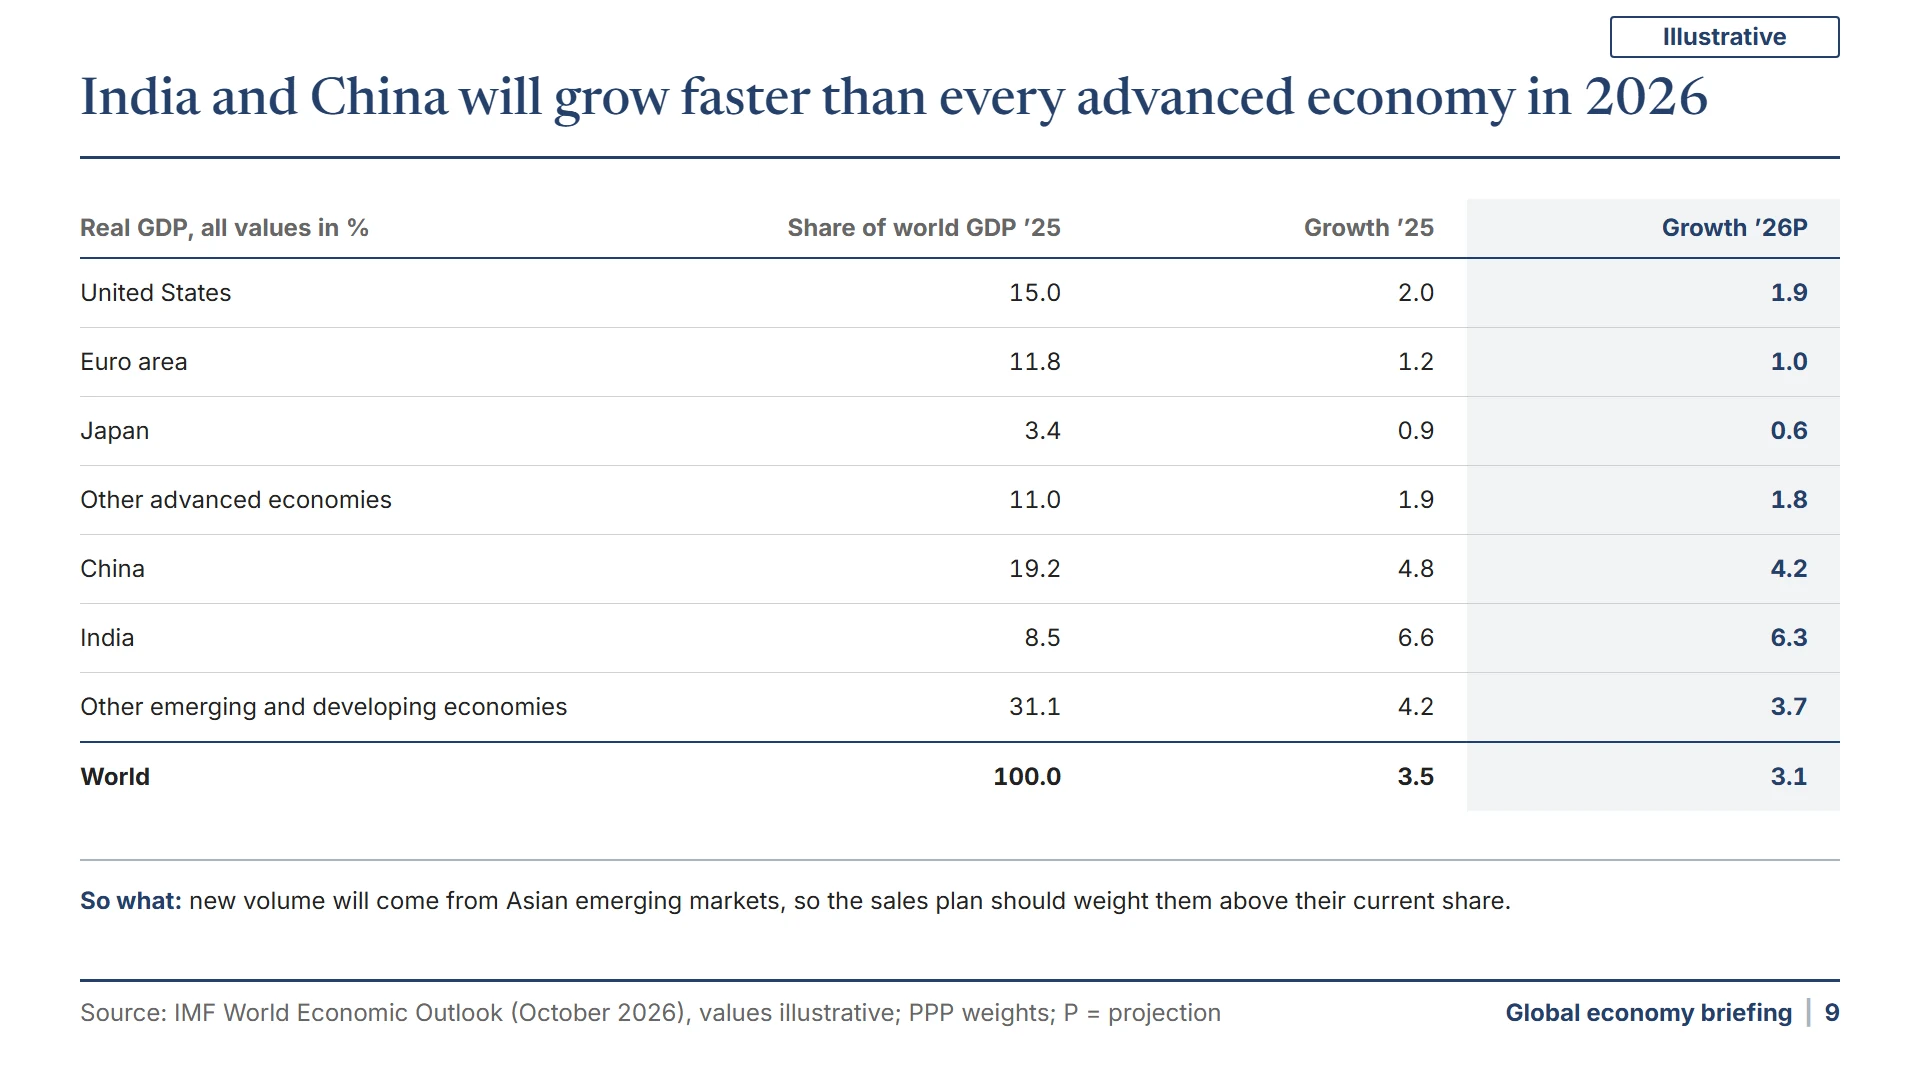 Illustrative
India and China will grow faster than every advanced economy in 2026
Real GDP, all values in % Share of world GDP ’25 Growth ’25 Growth ’26P
United States 15.0 2.0 1.9
Euro area 11.8 1.2 1.0
Japan 3.4 0.9 0.6
Other advanced economies 11.0 1.9 1.8
China 19.2 4.8 4.2
India 8.5 6.6 6.3
Other emerging and developing economies 31.1 4.2 3.7
World 100.0 3.5 3.1
So what: new volume will come from Asian emerging markets, so the sales plan should weight them above their current share.
Source: IMF World Economic Outlook (October 2026), values illustrative; PPP weights; P = projection Global economy briefing | 9